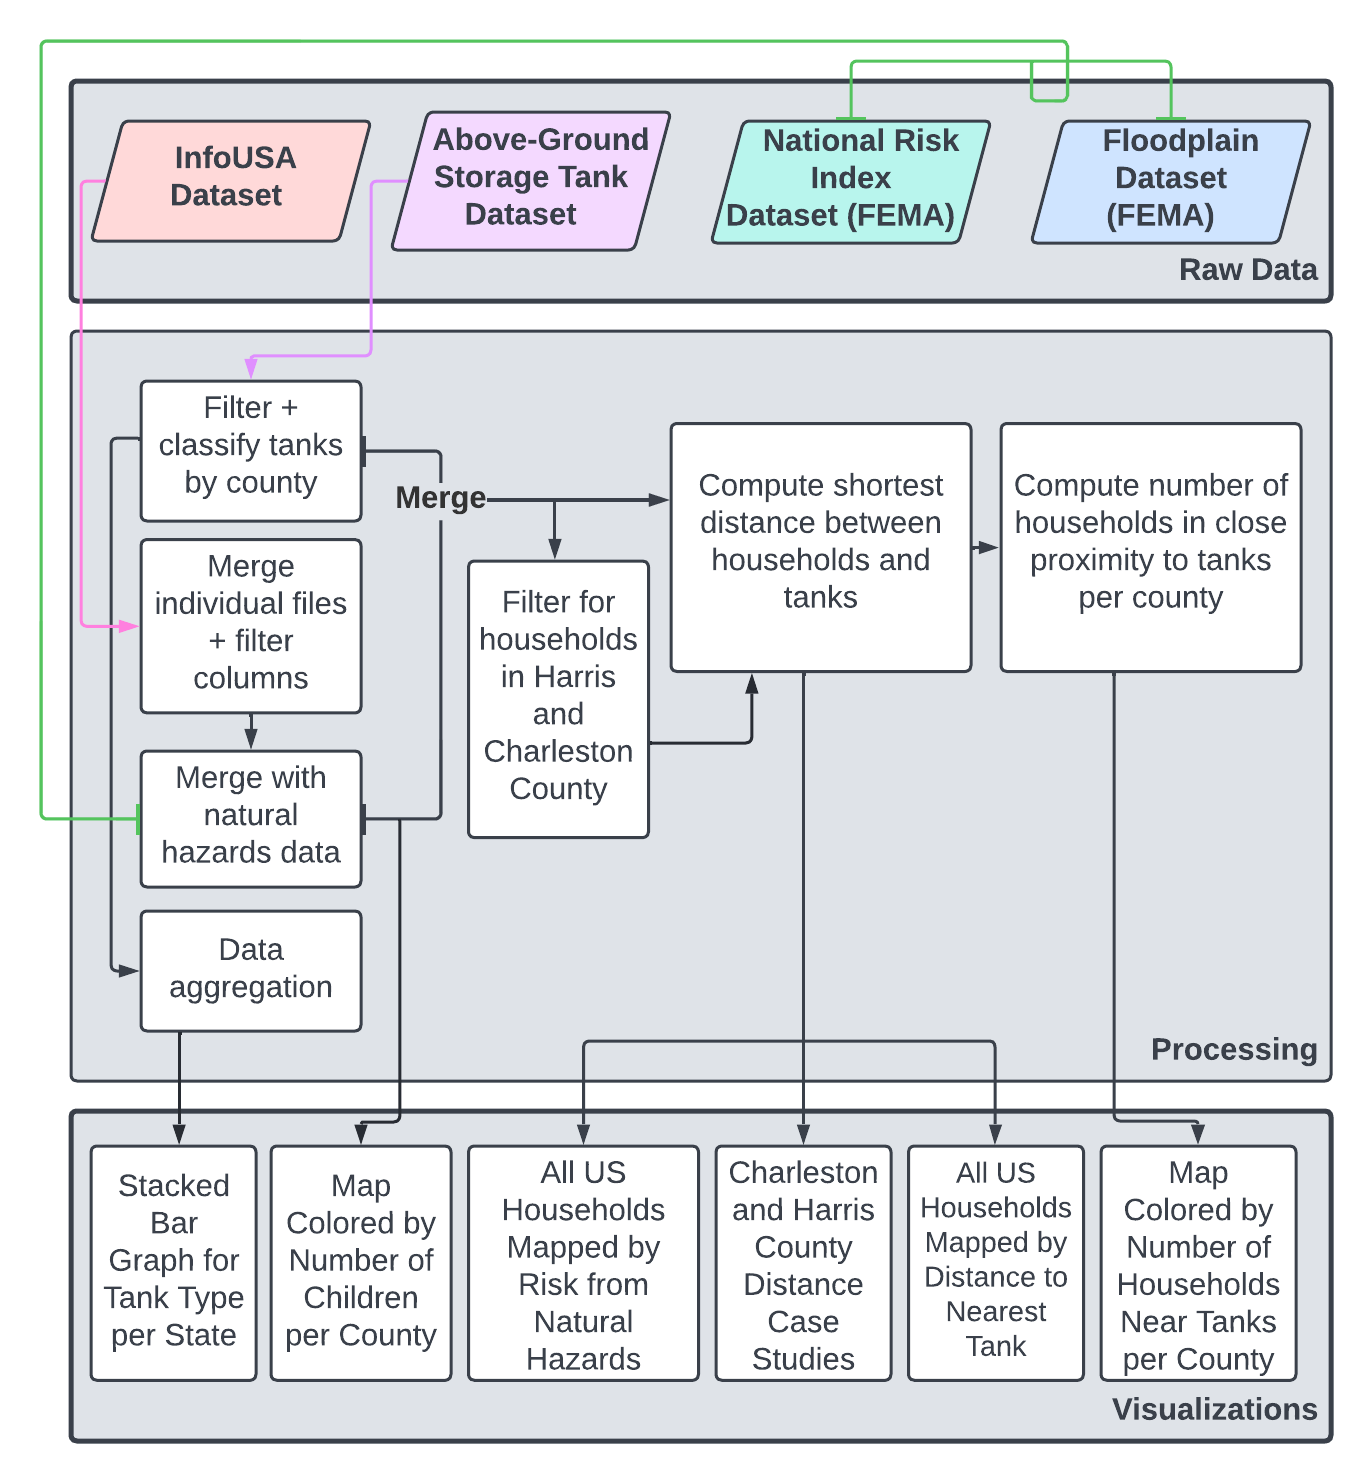 InfoUSA
Dataset
Above-Ground
Storage Tank
Dataset
National Risk
Index
Dataset (FEMA)
Floodplain
Dataset
(FEMA)
Raw Data
Filter +
classify tanks
by county
Merge
individual files
+ filter
columns
Merge with
natural
hazards data
Data
aggregation
Merge
Filter for
households
in Harris
and
Charleston
County
Compute shortest
distance between
households and
tanks
Compute number of
households in close
proximity to tanks
per county
Processing
Stacked
Bar
Graph for
Tank Type
per State
Map
Colored by
Number of
Children
per County
All US
Households
Mapped by
Risk from
Natural
Hazards
Charleston
and Harris
County
Distance
Case
Studies
All US
Households
Mapped by
Distance to
Nearest
Tank
Map
Colored by
Number of
Households
Near Tanks
per County
Visualizations